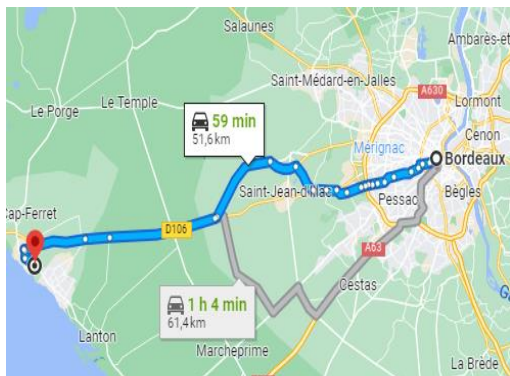 Salaunes
Ambarès-et
Saint-Médard-en-Jalles
A630
Le Porge
Le Temple
Lormont
59 min
51,6 km
Cenon
Mérignac
Bordeaux
Saint-Jean-d'Illac
Pessac
Bègles
Cap-Ferret
D106
A63
1 h 4 min
61,4 km
Cestas
Lanton
Marcheprime
La Brède